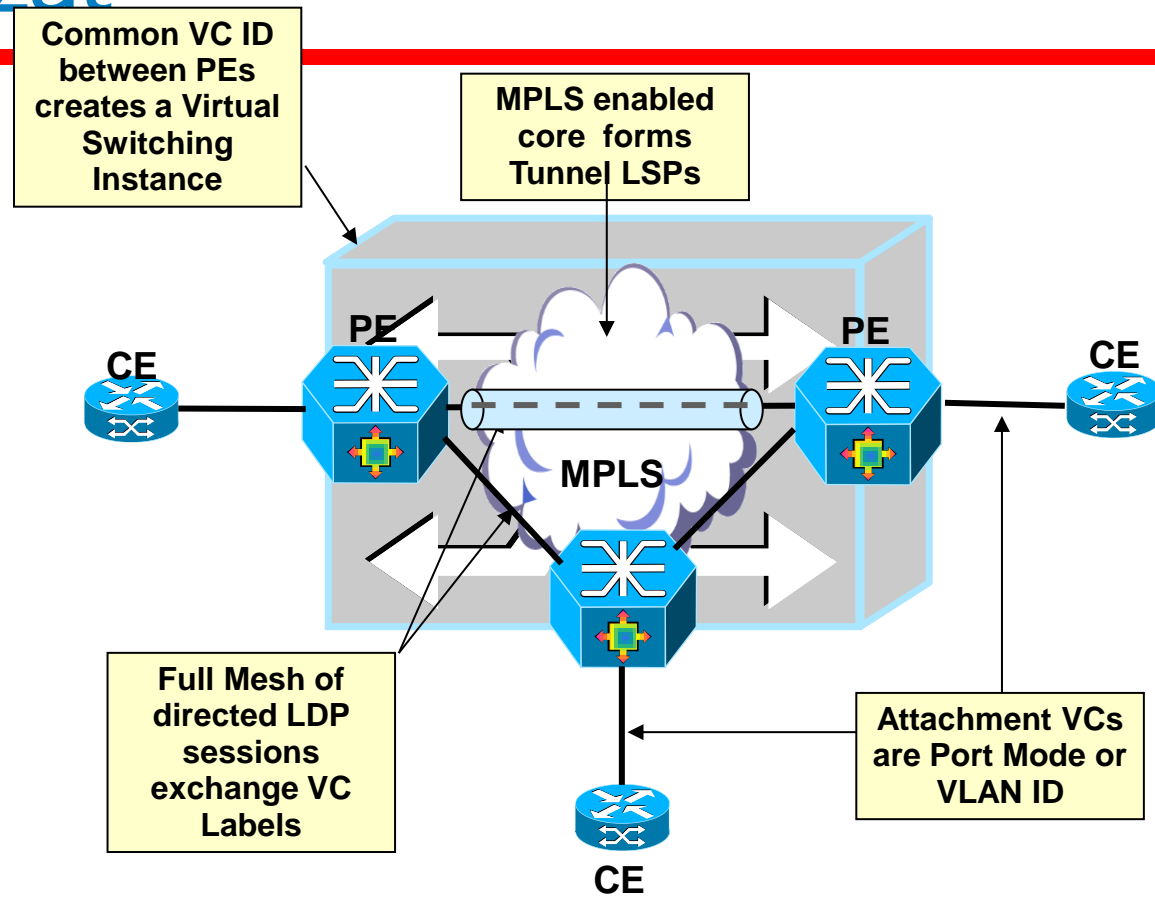 Common VC ID
between PEs
creates a Virtual
Switching
Instance
MPLS enabled
core forms
Tunnel LSPs
PE
PE
CE
CE
MPLS
Full Mesh of
directed LDP
sessions
exchange VC
Labels
Attachment VCs
are Port Mode or
VLAN ID
CE